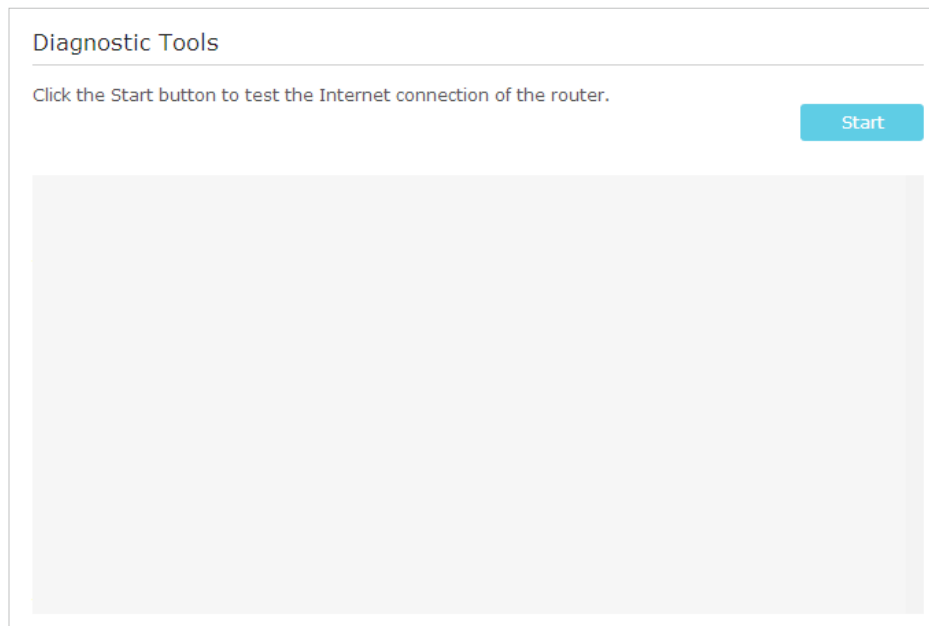 Diagnostic Tools
Click the Start button to test the Internet connection of the router.
Start